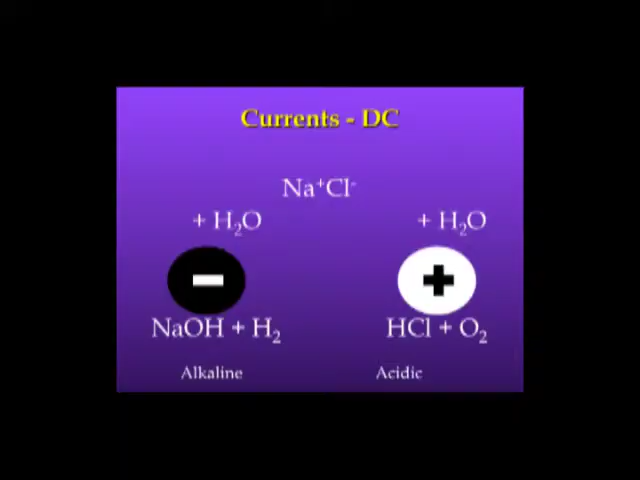 Currents - DC
Na⁺Cl⁻
+ H₂O + H₂O
− +
NaOH + H₂ HCl + O₂
Alkaline Acidic